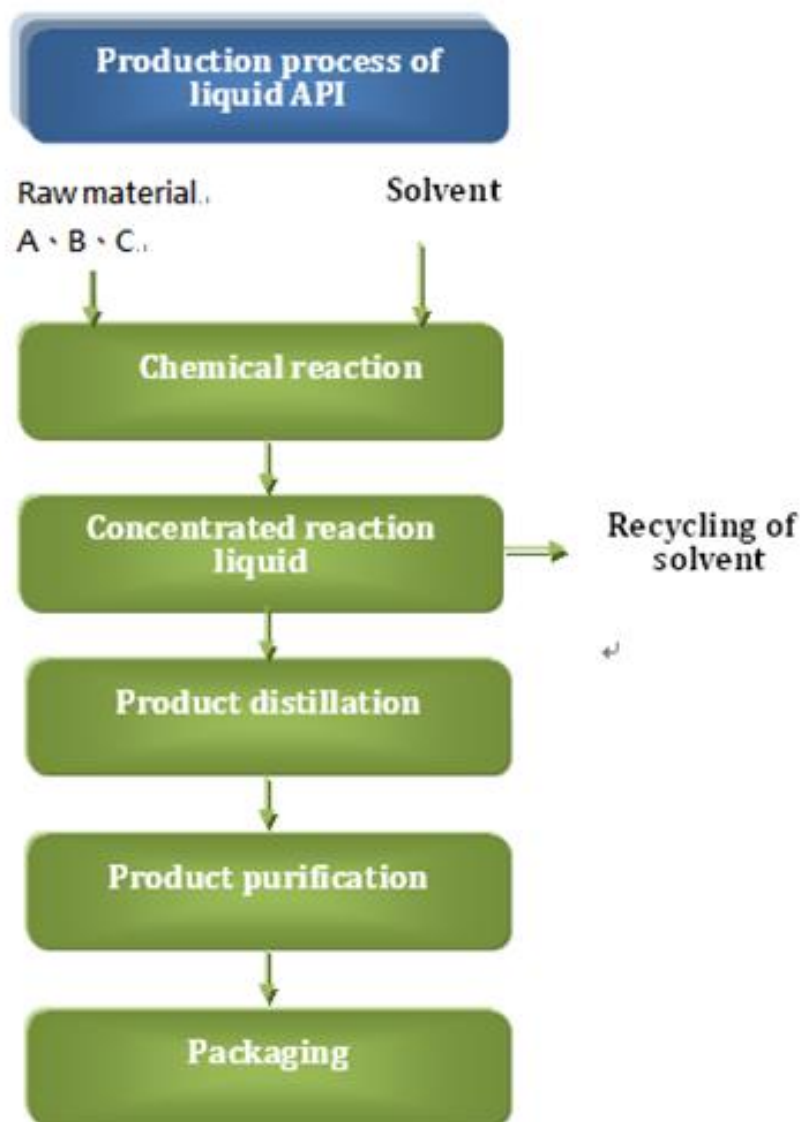 Production process of
liquid API
Raw material
Solvent
A、B、C
Chemical reaction
Concentrated reaction
liquid
Recycling of
solvent
Product distillation
Product purification
Packaging